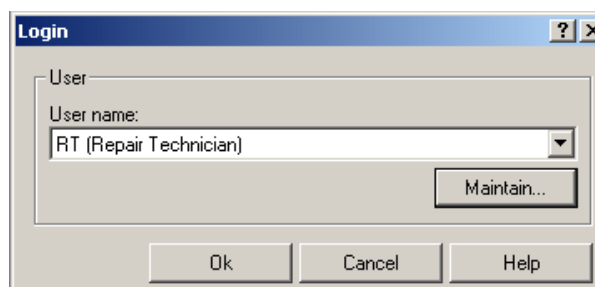 Login
User
User name:
RT (Repair Technician)
Maintain...
Ok Cancel Help